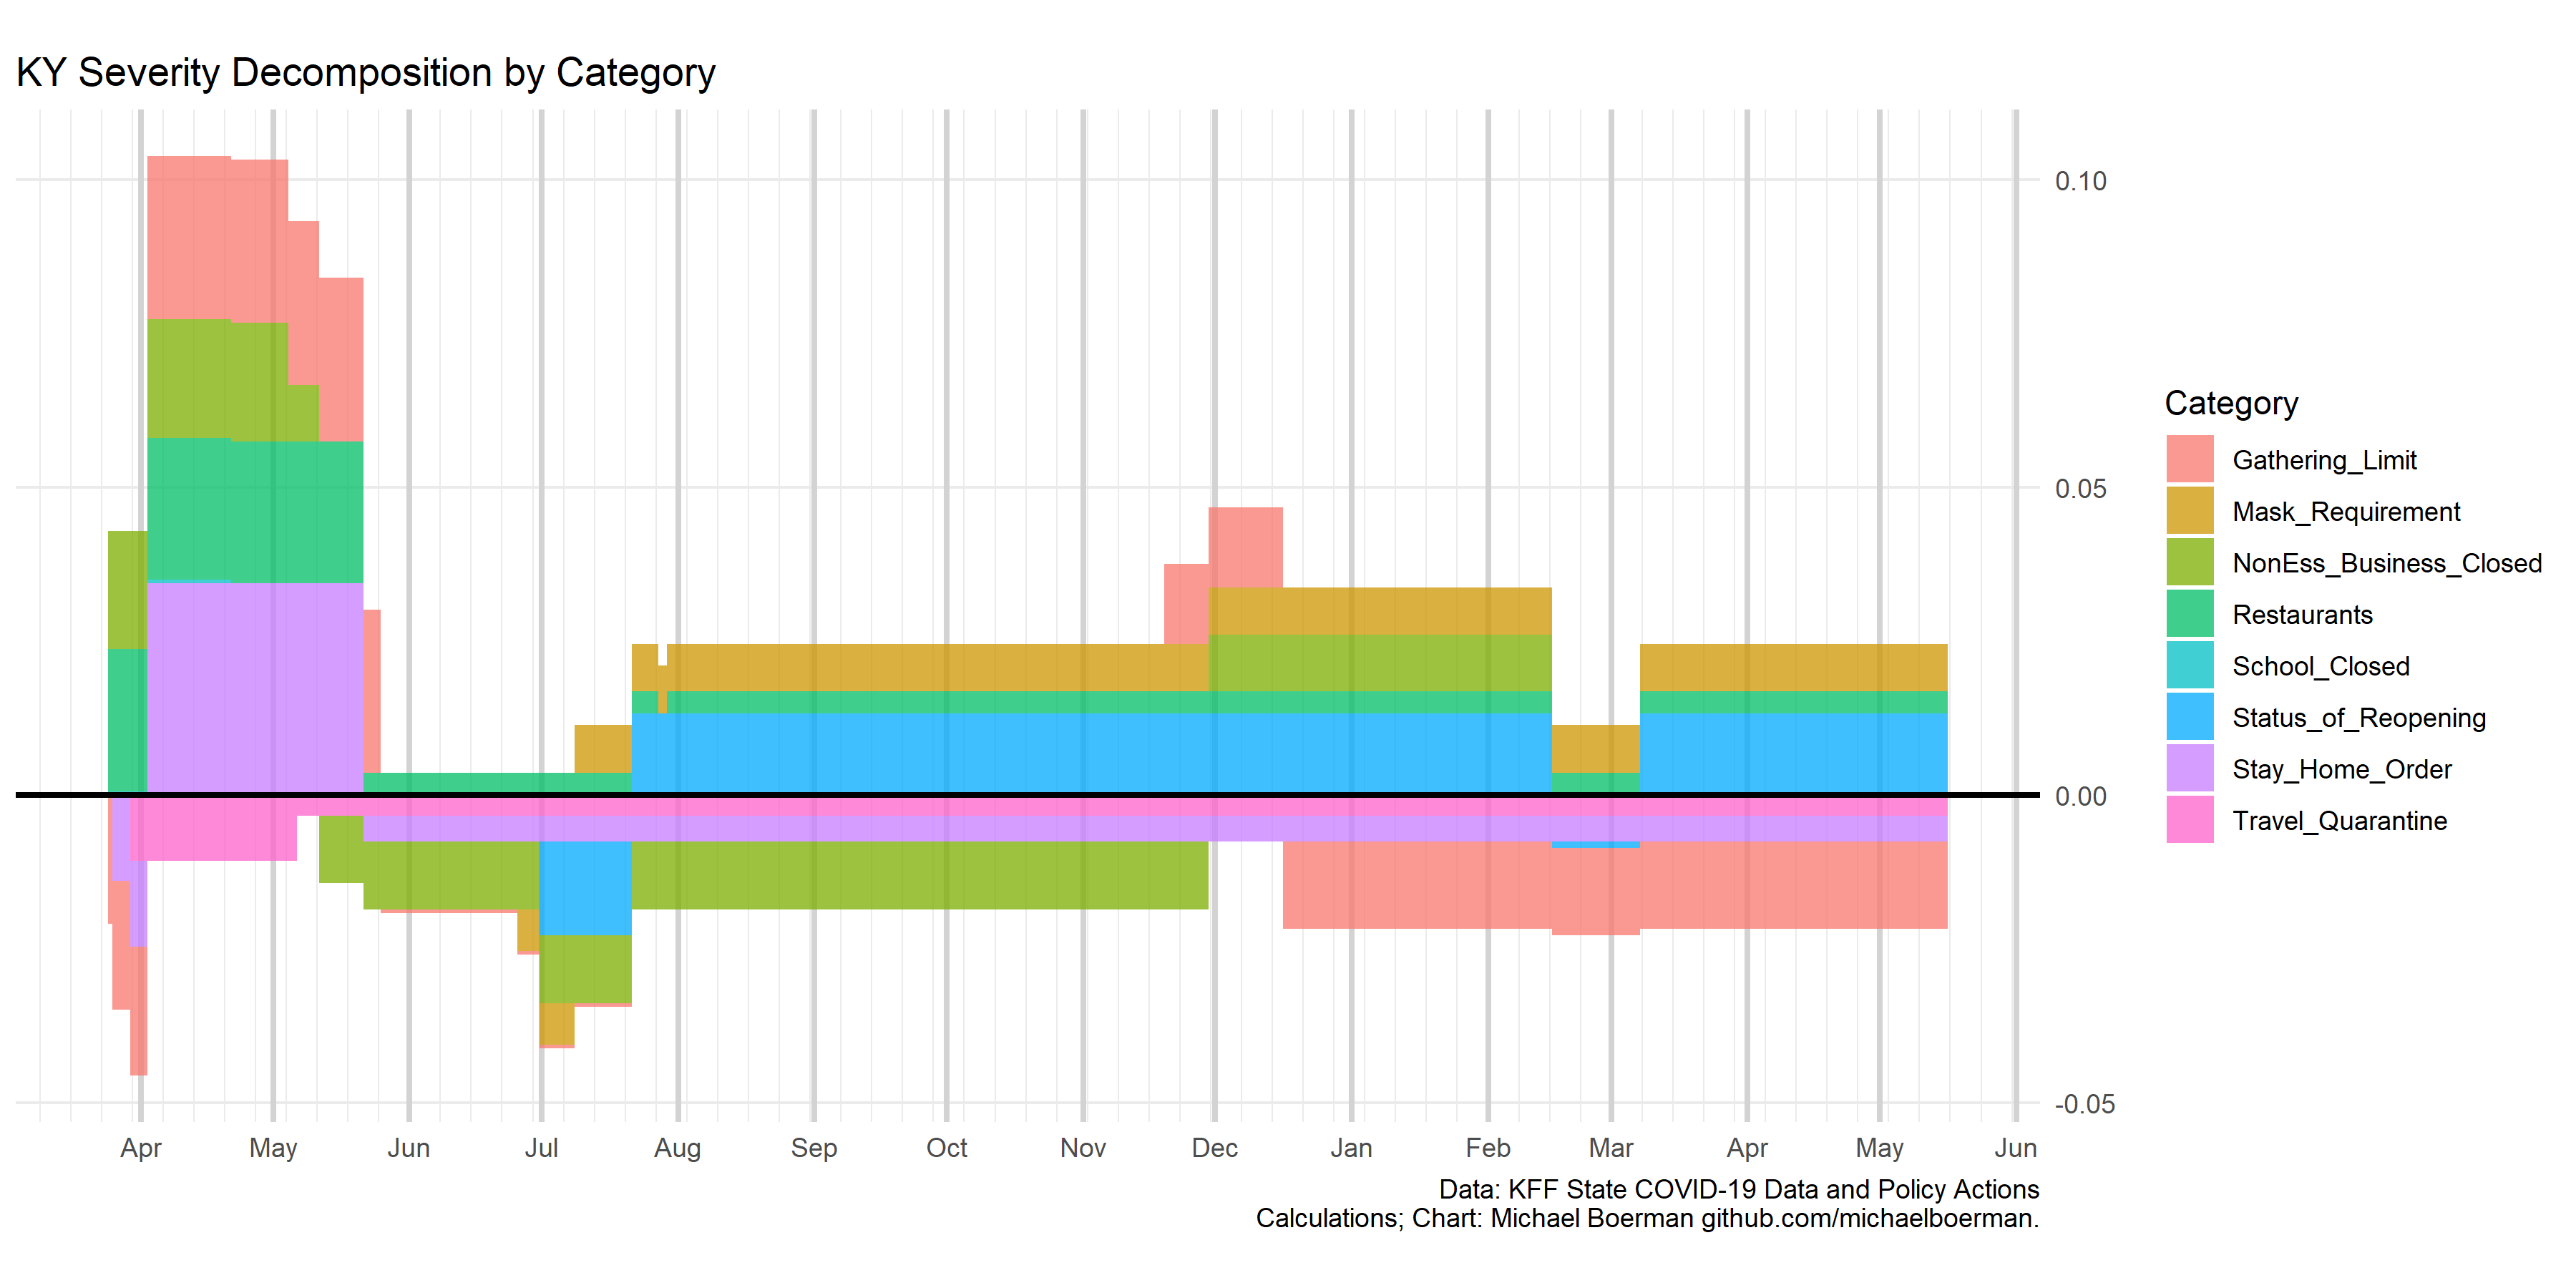 KY Severity Decomposition by Category
0.10
0.05
0.00
-0.05
Apr May Jun Jul Aug Sep Oct Nov Dec Jan Feb Mar Apr May Jun
Category
Gathering_Limit
Mask_Requirement
NonEss_Business_Closed
Restaurants
School_Closed
Status_of_Reopening
Stay_Home_Order
Travel_Quarantine
Data: KFF State COVID-19 Data and Policy Actions
Calculations; Chart: Michael Boerman github.com/michaelboerman.